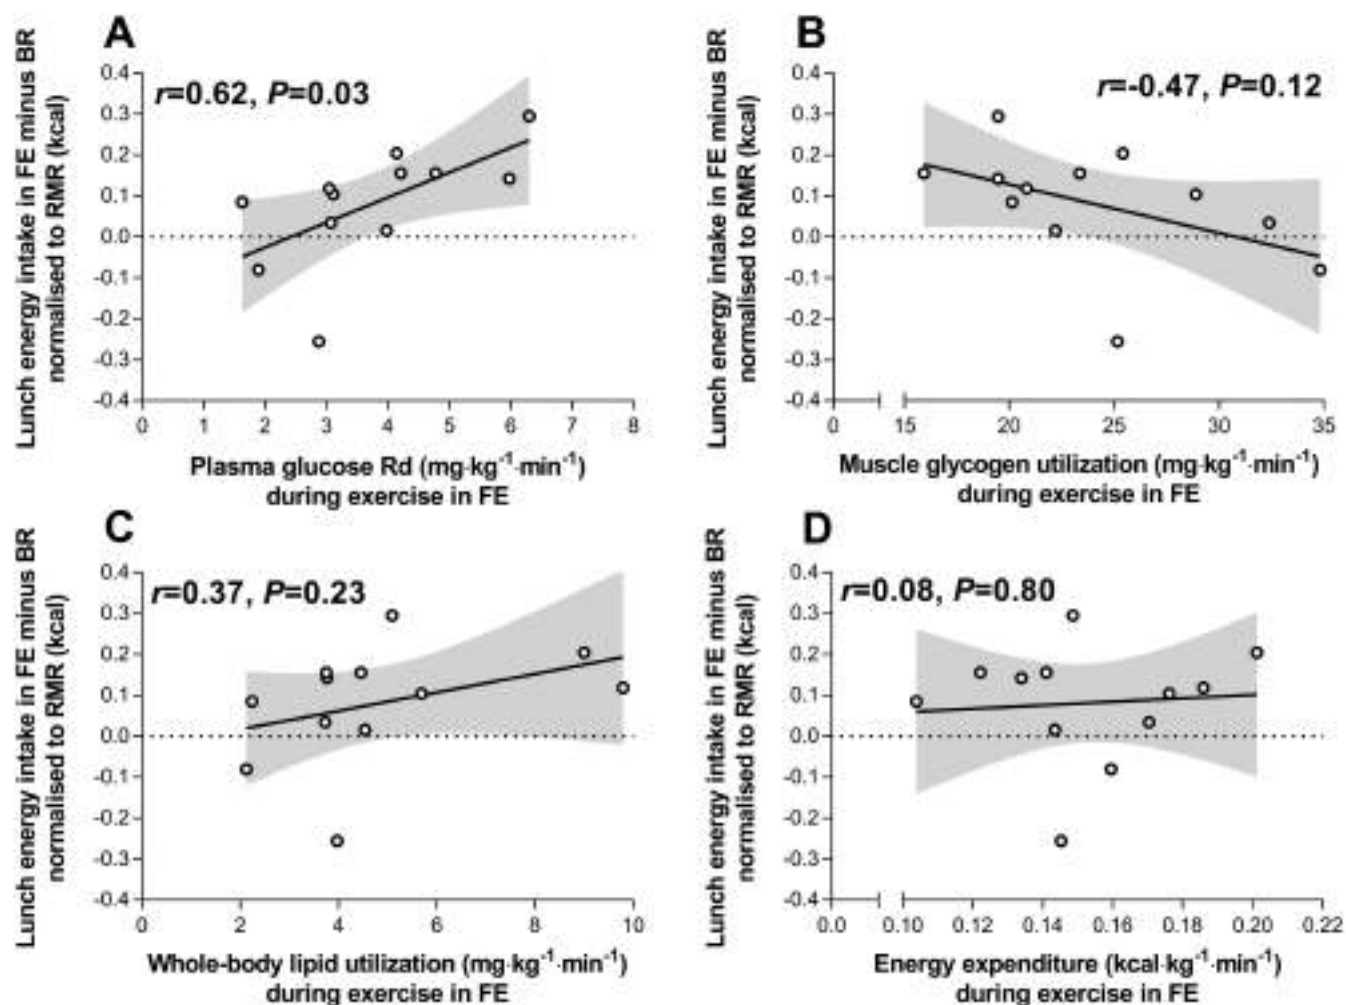 A
Lunch energy intake in FE minus BR
normalised to RMR (kcal)
0.4
0.3
0.2
0.1
0.0
-0.1
-0.2
-0.3
-0.4
r=0.62, P=0.03
0 1 2 3 4 5 6 7 8
Plasma glucose Rd (mg·kg⁻¹·min⁻¹)
during exercise in FE
B
Lunch energy intake in FE minus BR
normalised to RMR (kcal)
0.4
0.3
0.2
0.1
0.0
-0.1
-0.2
-0.3
-0.4
r=-0.47, P=0.12
0 15 20 25 30 35
Muscle glycogen utilization (mg·kg⁻¹·min⁻¹)
during exercise in FE
C
Lunch energy intake in FE minus BR
normalised to RMR (kcal)
0.4
0.3
0.2
0.1
0.0
-0.1
-0.2
-0.3
-0.4
r=0.37, P=0.23
0 2 4 6 8 10
Whole-body lipid utilization (mg·kg⁻¹·min⁻¹)
during exercise in FE
D
Lunch energy intake in FE minus BR
normalised to RMR (kcal)
0.4
0.3
0.2
0.1
0.0
-0.1
-0.2
-0.3
-0.4
r=0.08, P=0.80
0.0 0.10 0.12 0.14 0.16 0.18 0.20 0.22
Energy expenditure (kcal·kg⁻¹·min⁻¹)
during exercise in FE